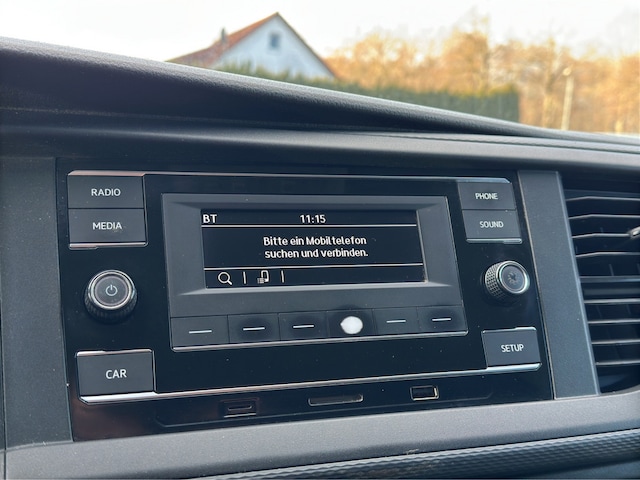 RADIO
MEDIA
BT 11:15
Bitte ein Mobiltelefon
suchen und verbinden.
PHONE
SOUND
CAR
SETUP